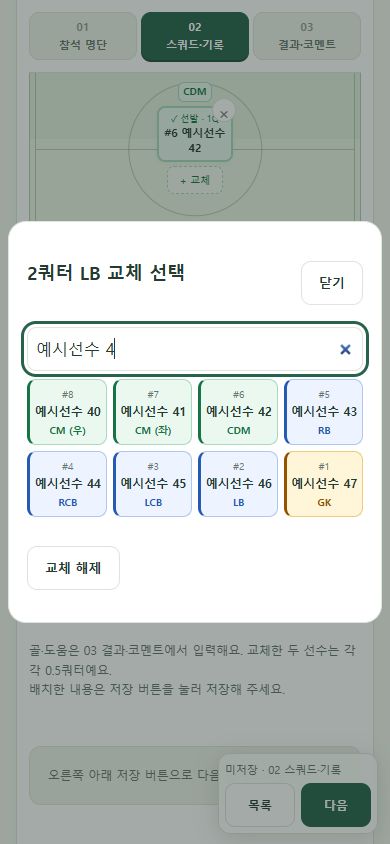 01
참석 명단
02
스쿼드·기록
03
결과·코멘트
CDM
✓ 선발 · 1
×
#6 예시선수
42
+ 교체
2쿼터 LB 교체 선택
닫기
예시선수 4
#8
예시선수 40
CM (우)
#7
예시선수 41
CM (좌)
#6
예시선수 42
CDM
#5
예시선수 43
RB
#4
예시선수 44
RCB
#3
예시선수 45
LCB
#2
예시선수 46
LB
#1
예시선수 47
GK
교체 해제
골·도움은 03 결과·코멘트에서 입력해요. 교체한 두 선수는 각
각 0.5쿼터예요.
배치한 내용은 저장 버튼을 눌러 저장해 주세요.
오른쪽 아래 저장 버튼으로 다음
미저장 · 02 스쿼드·기록
목록
다음